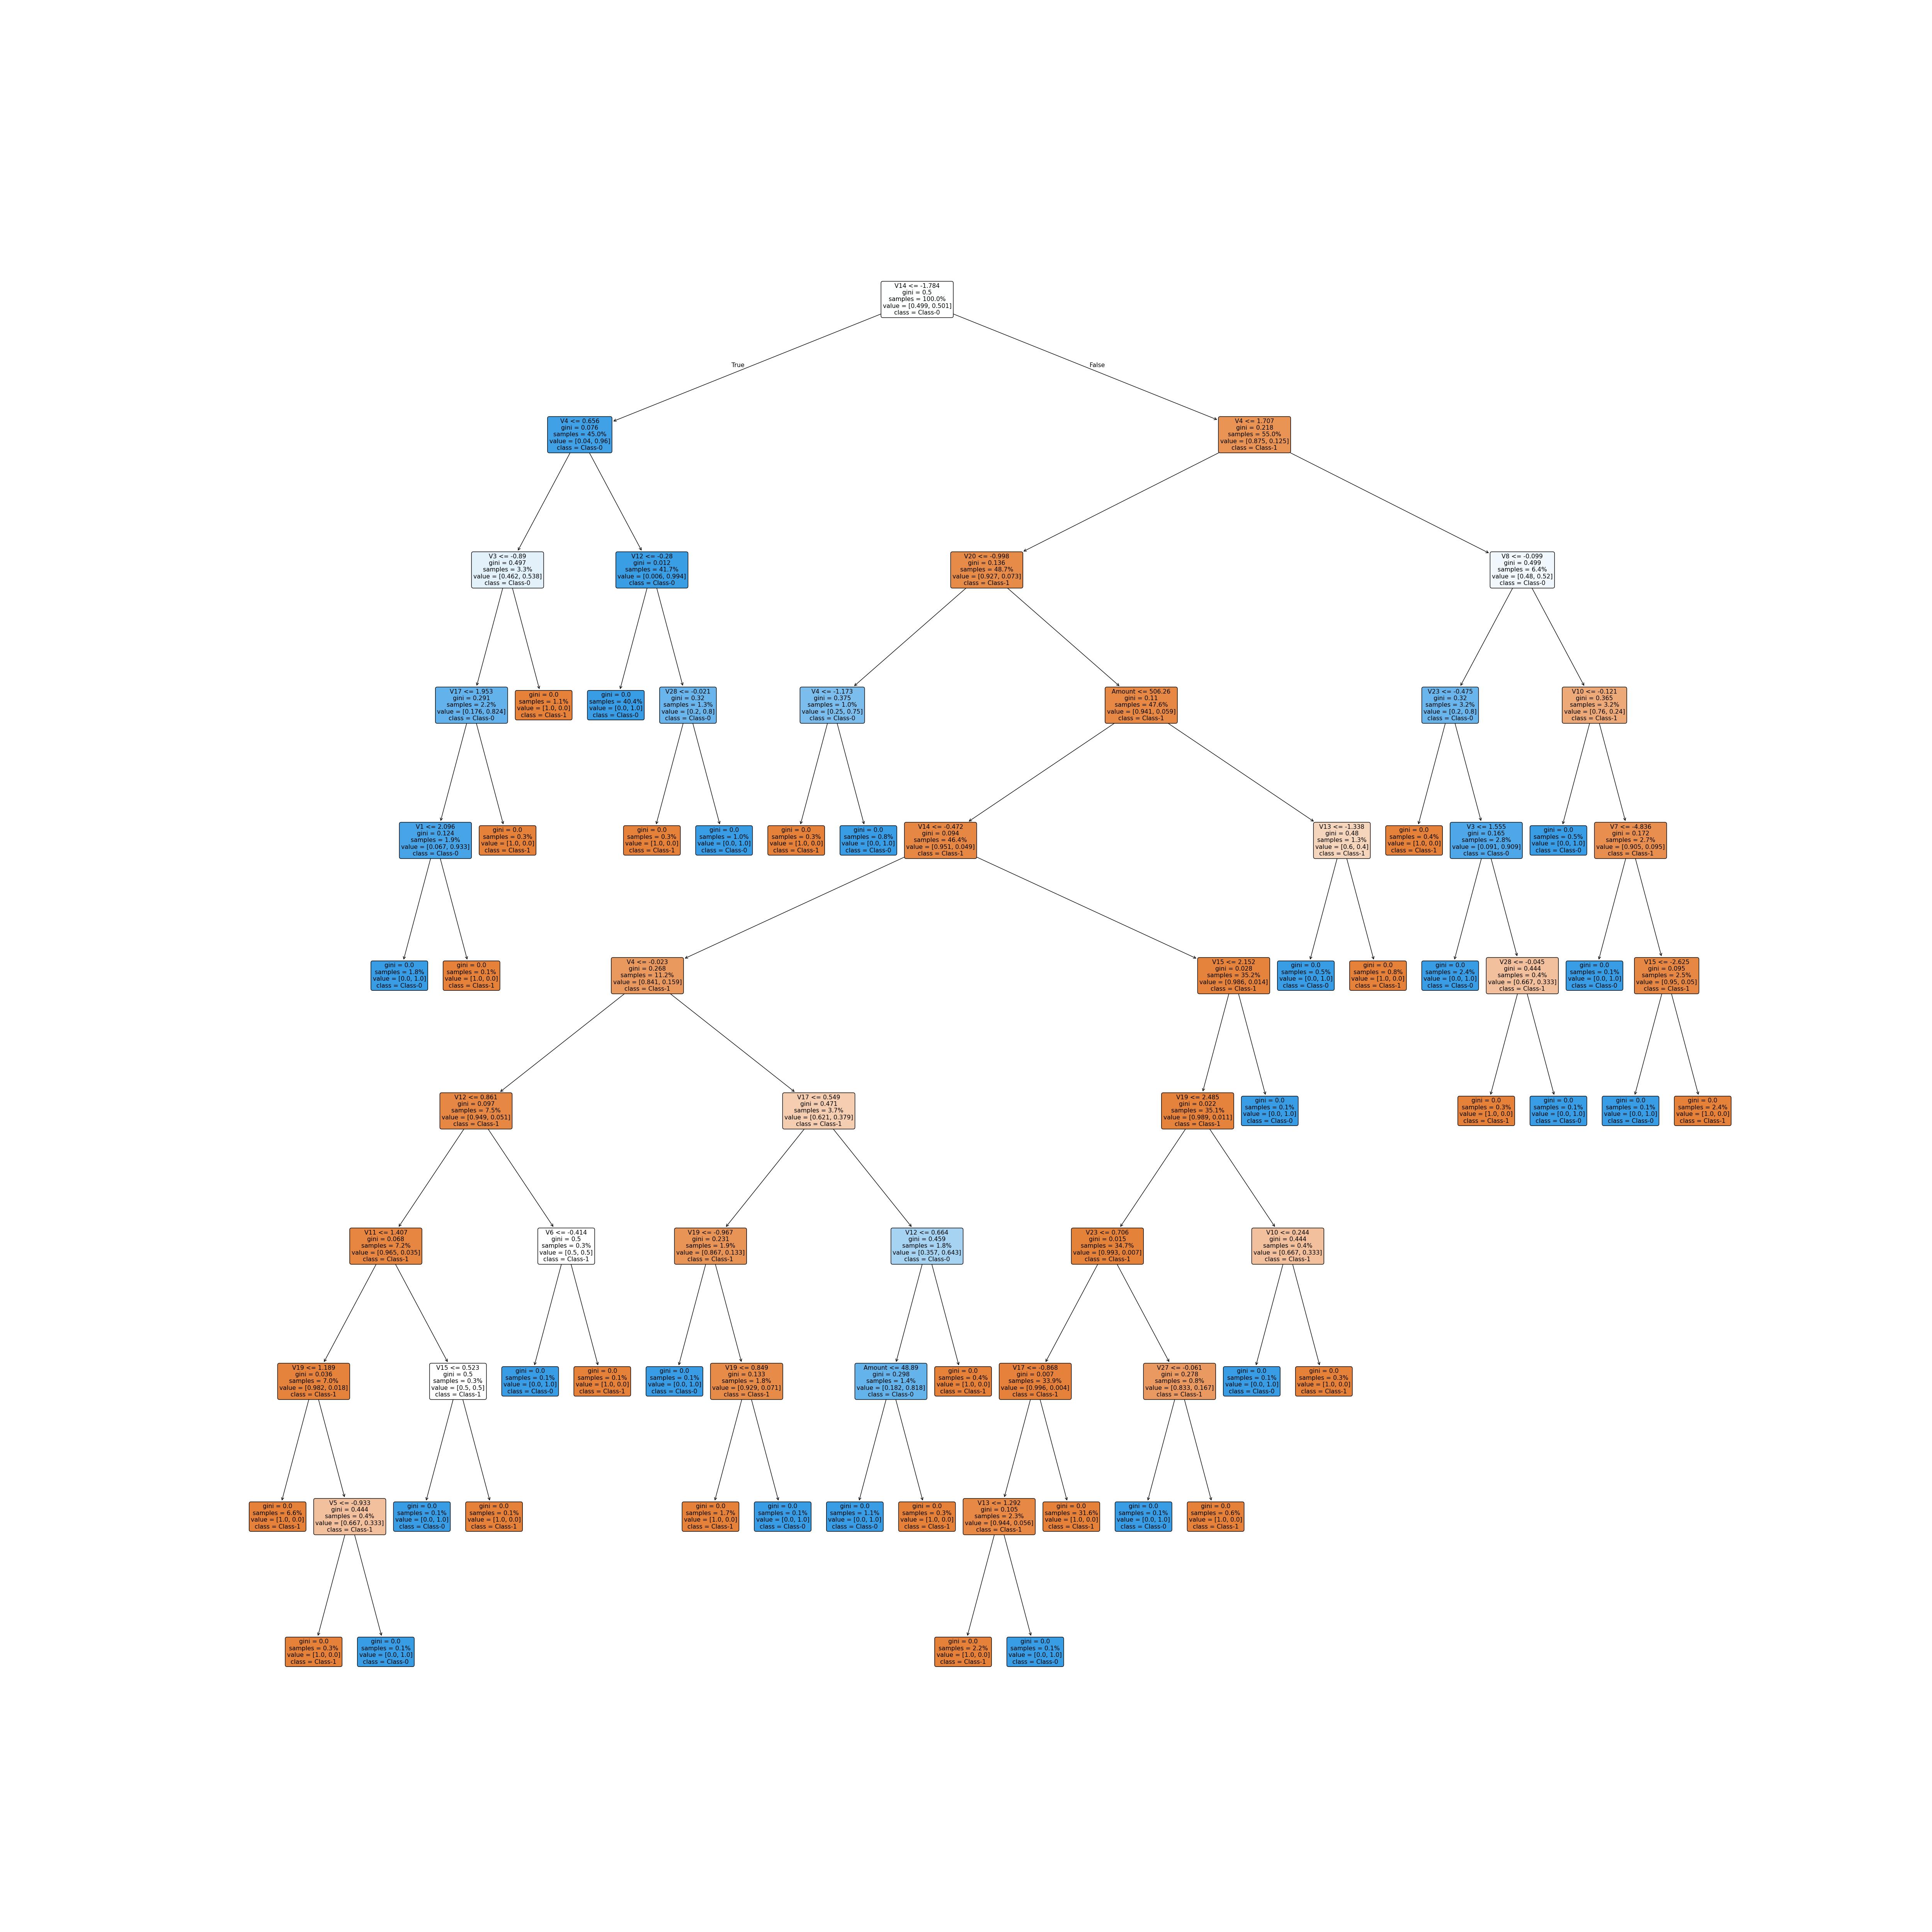 V14 <= -1.784
gini = 0.5
samples = 100.0%
value = [0.499, 0.501]
class = Class-0
True
False
V4 <= 0.656
gini = 0.076
samples = 45.0%
value = [0.04, 0.96]
class = Class-0
V4 <= 1.707
gini = 0.218
samples = 55.0%
value = [0.875, 0.125]
class = Class-1
V3 <= -0.89
gini = 0.497
samples = 3.3%
value = [0.462, 0.538]
class = Class-0
V12 <= -0.28
gini = 0.012
samples = 41.7%
value = [0.006, 0.994]
class = Class-0
V20 <= -0.998
gini = 0.136
samples = 48.7%
value = [0.927, 0.073]
class = Class-1
V8 <= -0.099
gini = 0.499
samples = 6.4%
value = [0.48, 0.52]
class = Class-0
V17 <= 1.953
gini = 0.291
samples = 2.2%
value = [0.176, 0.824]
class = Class-0
gini = 0.0
samples = 1.1%
value = [1.0, 0.0]
class = Class-1
gini = 0.0
samples = 40.4%
value = [0.0, 1.0]
class = Class-0
V28 <= -0.021
gini = 0.32
samples = 1.3%
value = [0.2, 0.8]
class = Class-0
V4 <= -1.173
gini = 0.375
samples = 1.0%
value = [0.25, 0.75]
class = Class-0
Amount <= 506.26
gini = 0.11
samples = 47.6%
value = [0.941, 0.059]
class = Class-1
V23 <= -0.475
gini = 0.32
samples = 3.2%
value = [0.2, 0.8]
class = Class-0
V10 <= -0.121
gini = 0.365
samples = 3.2%
value = [0.76, 0.24]
class = Class-1
V1 <= 2.096
gini = 0.124
samples = 1.9%
value = [0.067, 0.933]
class = Class-0
gini = 0.0
samples = 0.3%
value = [1.0, 0.0]
class = Class-1
gini = 0.0
samples = 0.3%
value = [1.0, 0.0]
class = Class-1
gini = 0.0
samples = 1.0%
value = [0.0, 1.0]
class = Class-0
gini = 0.0
samples = 0.3%
value = [1.0, 0.0]
class = Class-1
gini = 0.0
samples = 0.8%
value = [0.0, 1.0]
class = Class-0
V14 <= -0.472
gini = 0.094
samples = 46.4%
value = [0.951, 0.049]
class = Class-1
V13 <= -1.338
gini = 0.48
samples = 1.3%
value = [0.6, 0.4]
class = Class-1
gini = 0.0
samples = 0.4%
value = [1.0, 0.0]
class = Class-1
V3 <= 1.555
gini = 0.165
samples = 2.8%
value = [0.091, 0.909]
class = Class-0
gini = 0.0
samples = 0.5%
value = [0.0, 1.0]
class = Class-0
V7 <= -4.836
gini = 0.172
samples = 2.7%
value = [0.905, 0.095]
class = Class-1
gini = 0.0
samples = 1.8%
value = [0.0, 1.0]
class = Class-0
gini = 0.0
samples = 0.1%
value = [1.0, 0.0]
class = Class-1
V4 <= -0.023
gini = 0.268
samples = 11.2%
value = [0.841, 0.159]
class = Class-1
V15 <= 2.152
gini = 0.028
samples = 35.2%
value = [0.986, 0.014]
class = Class-1
gini = 0.0
samples = 0.5%
value = [0.0, 1.0]
class = Class-0
gini = 0.0
samples = 0.8%
value = [1.0, 0.0]
class = Class-1
gini = 0.0
samples = 2.4%
value = [0.0, 1.0]
class = Class-0
V28 <= -0.045
gini = 0.444
samples = 0.4%
value = [0.667, 0.333]
class = Class-1
gini = 0.0
samples = 0.1%
value = [0.0, 1.0]
class = Class-0
V15 <= -2.625
gini = 0.095
samples = 2.5%
value = [0.95, 0.05]
class = Class-1
V12 <= 0.861
gini = 0.097
samples = 7.5%
value = [0.949, 0.051]
class = Class-1
V17 <= 0.549
gini = 0.471
samples = 3.7%
value = [0.621, 0.379]
class = Class-1
V19 <= 2.485
gini = 0.022
samples = 35.1%
value = [0.989, 0.011]
class = Class-1
gini = 0.0
samples = 0.1%
value = [0.0, 1.0]
class = Class-0
gini = 0.0
samples = 0.3%
value = [1.0, 0.0]
class = Class-1
gini = 0.0
samples = 0.1%
value = [0.0, 1.0]
class = Class-0
gini = 0.0
samples = 0.1%
value = [0.0, 1.0]
class = Class-0
gini = 0.0
samples = 2.4%
value = [1.0, 0.0]
class = Class-1
V11 <= 1.407
gini = 0.068
samples = 7.2%
value = [0.965, 0.035]
class = Class-1
V6 <= -0.414
gini = 0.5
samples = 0.3%
value = [0.5, 0.5]
class = Class-1
V19 <= -0.967
gini = 0.231
samples = 1.9%
value = [0.867, 0.133]
class = Class-1
V12 <= 0.664
gini = 0.459
samples = 1.8%
value = [0.357, 0.643]
class = Class-0
V23 <= 0.706
gini = 0.015
samples = 34.7%
value = [0.993, 0.007]
class = Class-1
V10 <= 0.244
gini = 0.444
samples = 0.4%
value = [0.667, 0.333]
class = Class-1
V19 <= 1.189
gini = 0.036
samples = 7.0%
value = [0.982, 0.018]
class = Class-1
V15 <= 0.523
gini = 0.5
samples = 0.3%
value = [0.5, 0.5]
class = Class-1
gini = 0.0
samples = 0.1%
value = [0.0, 1.0]
class = Class-0
gini = 0.0
samples = 0.1%
value = [1.0, 0.0]
class = Class-1
gini = 0.0
samples = 0.1%
value = [0.0, 1.0]
class = Class-0
V19 <= 0.849
gini = 0.133
samples = 1.8%
value = [0.929, 0.071]
class = Class-1
Amount <= 48.89
gini = 0.298
samples = 1.4%
value = [0.182, 0.818]
class = Class-0
gini = 0.0
samples = 0.4%
value = [1.0, 0.0]
class = Class-1
V17 <= -0.868
gini = 0.007
samples = 33.9%
value = [0.996, 0.004]
class = Class-1
V27 <= -0.061
gini = 0.278
samples = 0.8%
value = [0.833, 0.167]
class = Class-1
gini = 0.0
samples = 0.1%
value = [0.0, 1.0]
class = Class-0
gini = 0.0
samples = 0.3%
value = [1.0, 0.0]
class = Class-1
gini = 0.0
samples = 6.6%
value = [1.0, 0.0]
class = Class-1
V5 <= -0.933
gini = 0.444
samples = 0.4%
value = [0.667, 0.333]
class = Class-1
gini = 0.0
samples = 0.1%
value = [0.0, 1.0]
class = Class-0
gini = 0.0
samples = 0.1%
value = [1.0, 0.0]
class = Class-1
gini = 0.0
samples = 1.7%
value = [1.0, 0.0]
class = Class-1
gini = 0.0
samples = 0.1%
value = [0.0, 1.0]
class = Class-0
gini = 0.0
samples = 1.1%
value = [0.0, 1.0]
class = Class-0
gini = 0.0
samples = 0.3%
value = [1.0, 0.0]
class = Class-1
V13 <= 1.292
gini = 0.105
samples = 2.3%
value = [0.944, 0.056]
class = Class-1
gini = 0.0
samples = 31.6%
value = [1.0, 0.0]
class = Class-1
gini = 0.0
samples = 0.1%
value = [0.0, 1.0]
class = Class-0
gini = 0.0
samples = 0.6%
value = [1.0, 0.0]
class = Class-1
gini = 0.0
samples = 0.3%
value = [1.0, 0.0]
class = Class-1
gini = 0.0
samples = 0.1%
value = [0.0, 1.0]
class = Class-0
gini = 0.0
samples = 2.2%
value = [1.0, 0.0]
class = Class-1
gini = 0.0
samples = 0.1%
value = [0.0, 1.0]
class = Class-0